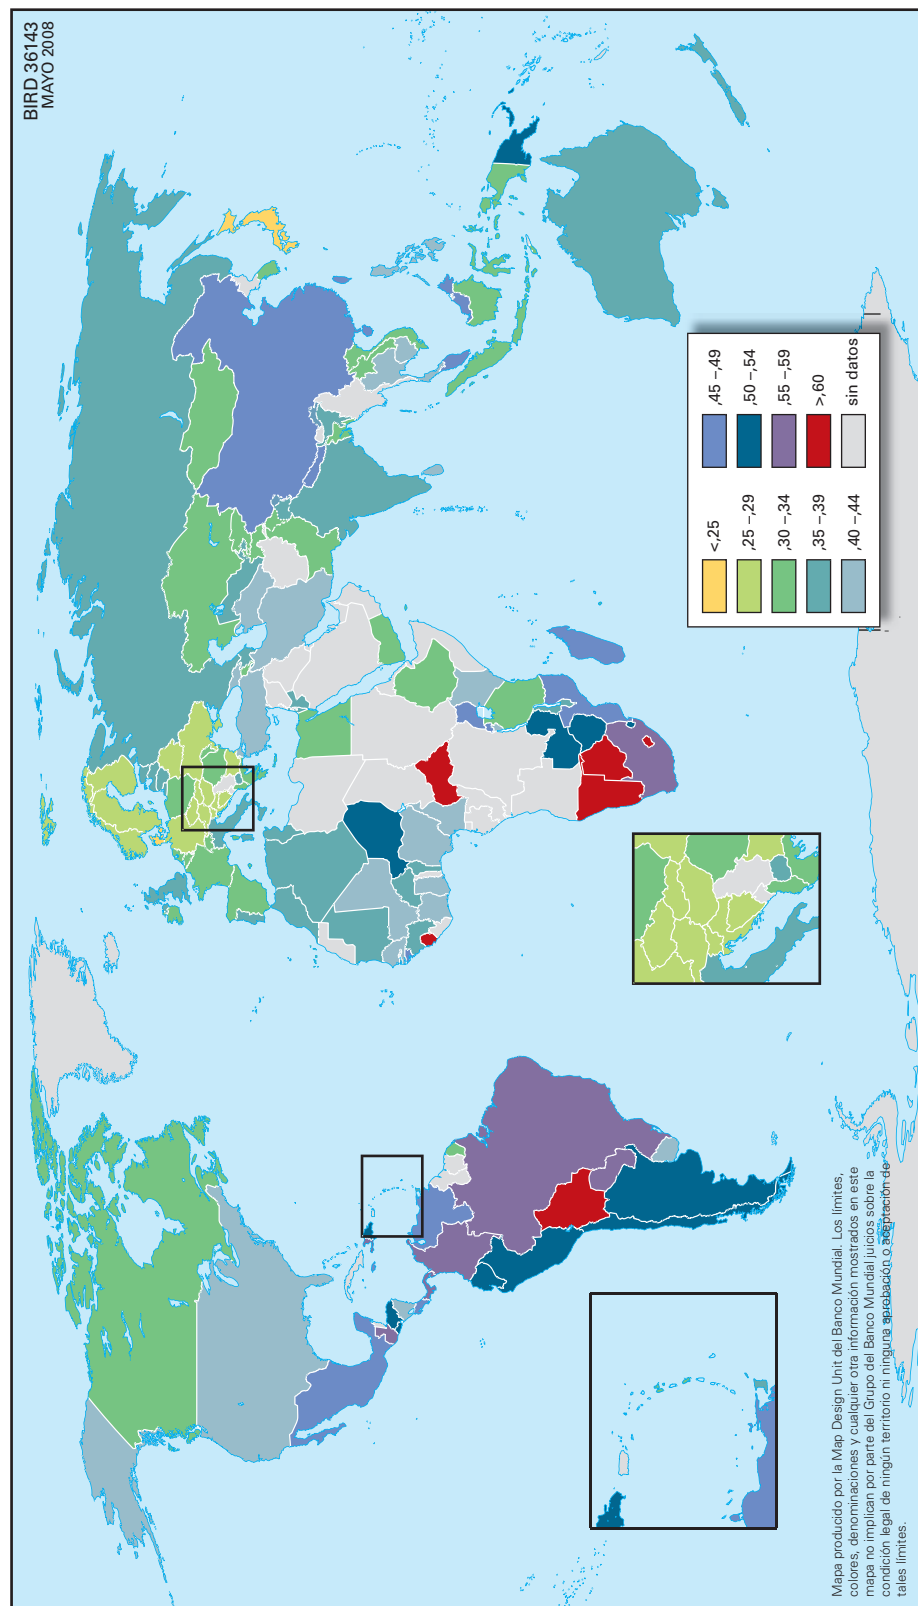 BIRD 36143
MAYO 2008
<,25
,25 –,29
,30 –,34
,35 –,39
,40 –,44
,45 –,49
,50 –,54
,55 –,59
>,60
sin datos
Mapa producido por la Map Design Unit del Banco Mundial. Los límites,
colores, denominaciones y cualquier otra información mostrados en este
mapa no implican por parte del Grupo del Banco Mundial juicios sobre la
condición legal de ningún territorio ni ninguna aprobación o aceptación de
tales límites.